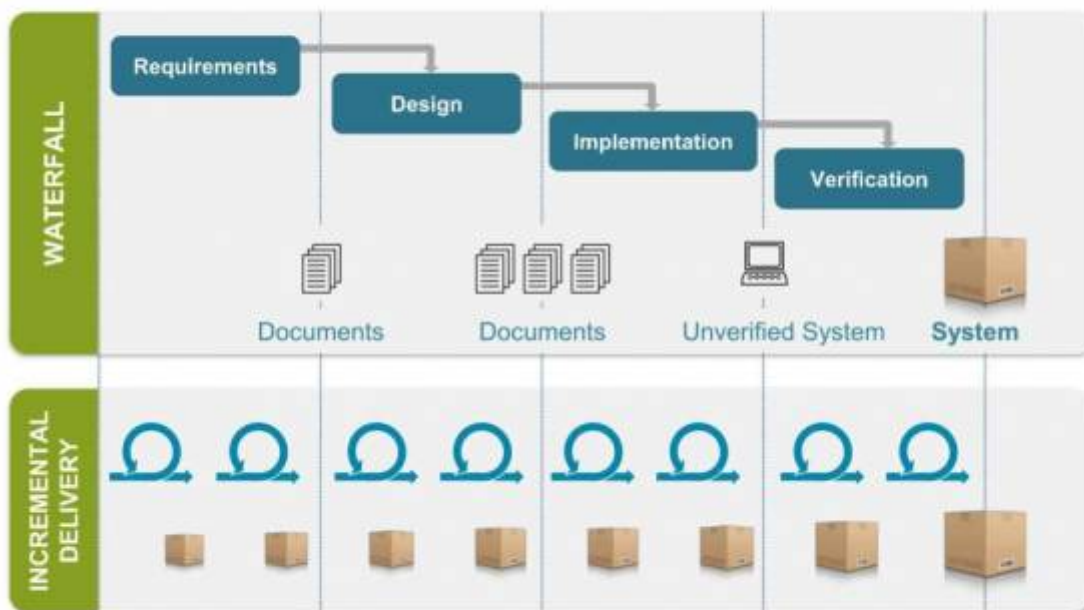 WATERFALL
Requirements
Design
Implementation
Verification
Documents
Documents
Unverified System
System
INCREMENTAL
DELIVERY